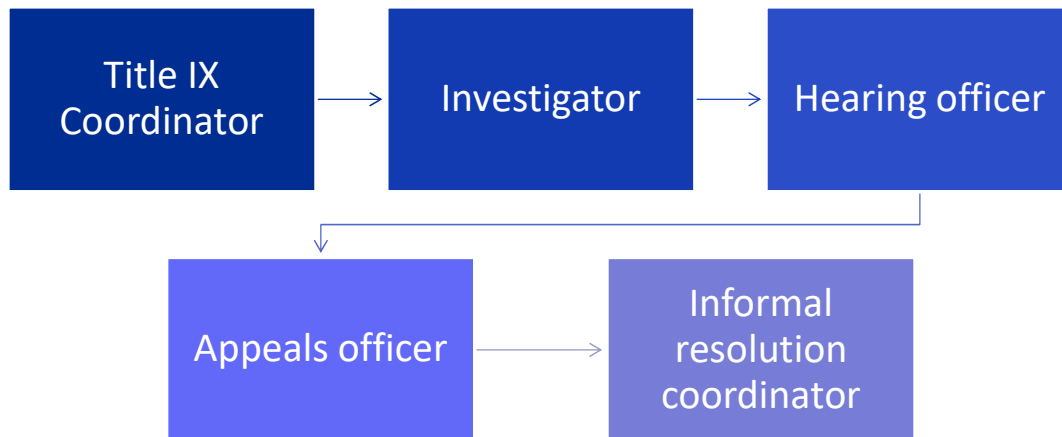 Title IX
Coordinator
Investigator
Hearing officer
Appeals officer
Informal
resolution
coordinator